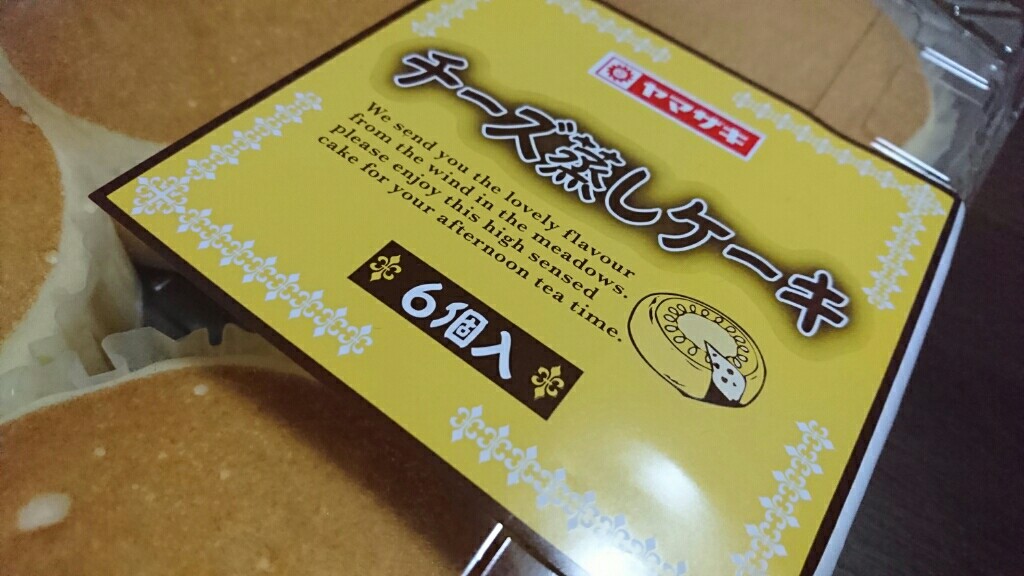 ヤマザキ
チーズ蒸しケーキ
We send you the lovely flavour
from the wind in the meadows.
please enjoy this high sensed
cake for your afternoon tea time.
6個入